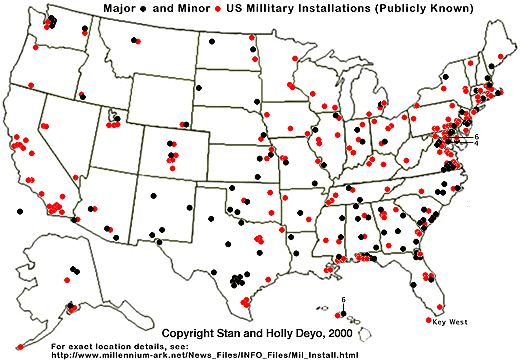 Major ● and Minor ● US Millitary Installations (Publicly Known)
6
4
6
Key West
Copyright Stan and Holly Deyo, 2000
For exact location details, see:
http://www.millennium-ark.net/News_Files/INFO_Files/Mil_Install.html